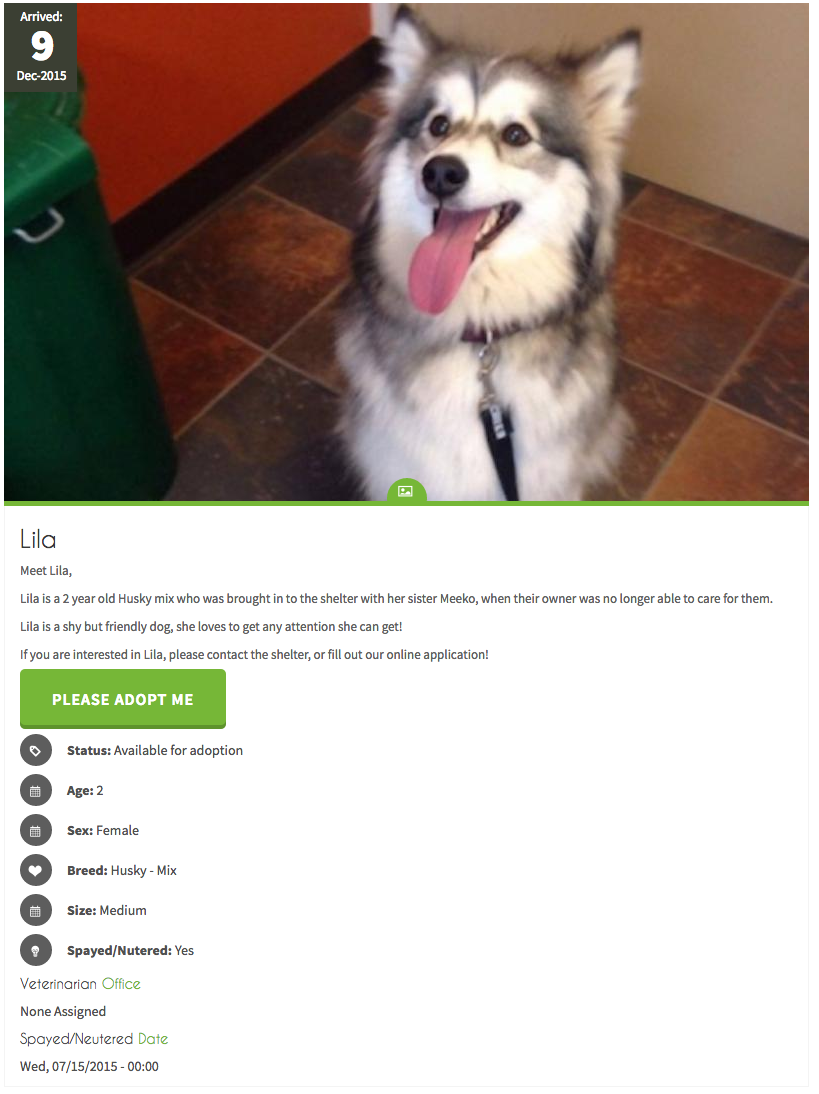 Arrived:
9
Dec-2015
Lila
Meet Lila,
Lila is a 2 year old Husky mix who was brought in to the shelter with her sister Meeko, when their owner was no longer able to care for them.
Lila is a shy but friendly dog, she loves to get any attention she can get!
If you are interested in Lila, please contact the shelter, or fill out our online application!
PLEASE ADOPT ME
Status: Available for adoption
Age: 2
Sex: Female
Breed: Husky - Mix
Size: Medium
Spayed/Nutered: Yes
Veterinarian Office
None Assigned
Spayed/Neutered Date
Wed, 07/15/2015 - 00:00